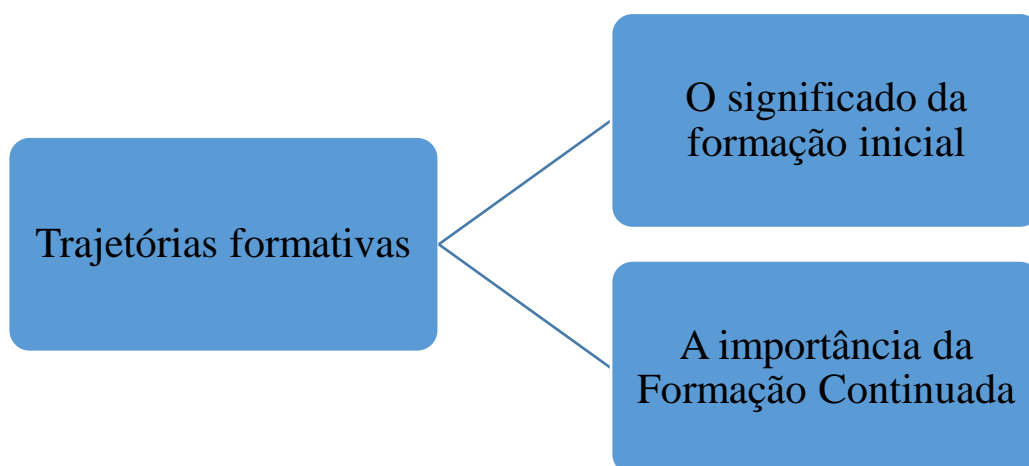 Trajetórias formativas
O significado da
formação inicial
A importância da
Formação Continuada